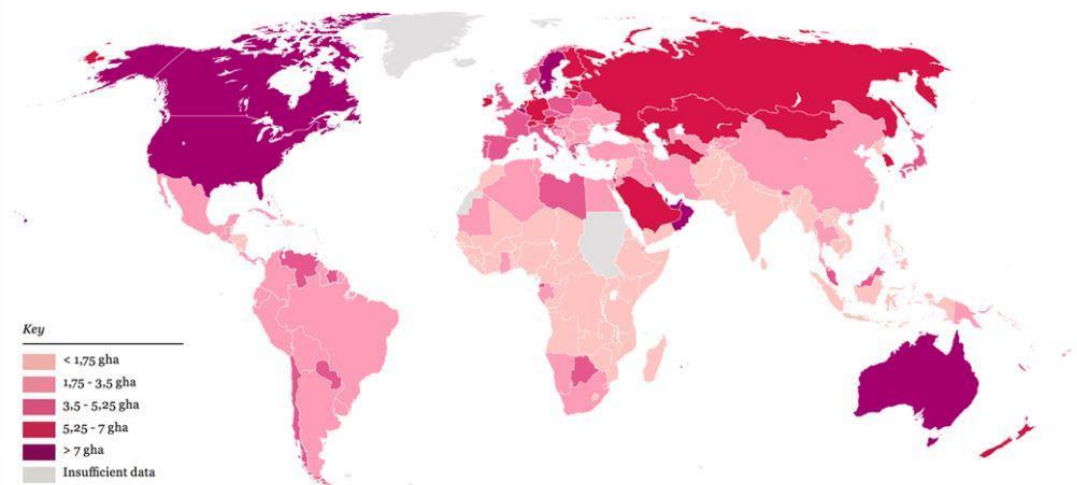 Key
< 1,75 gha
1,75 - 3,5 gha
3,5 - 5,25 gha
5,25 - 7 gha
> 7 gha
Insufficient data